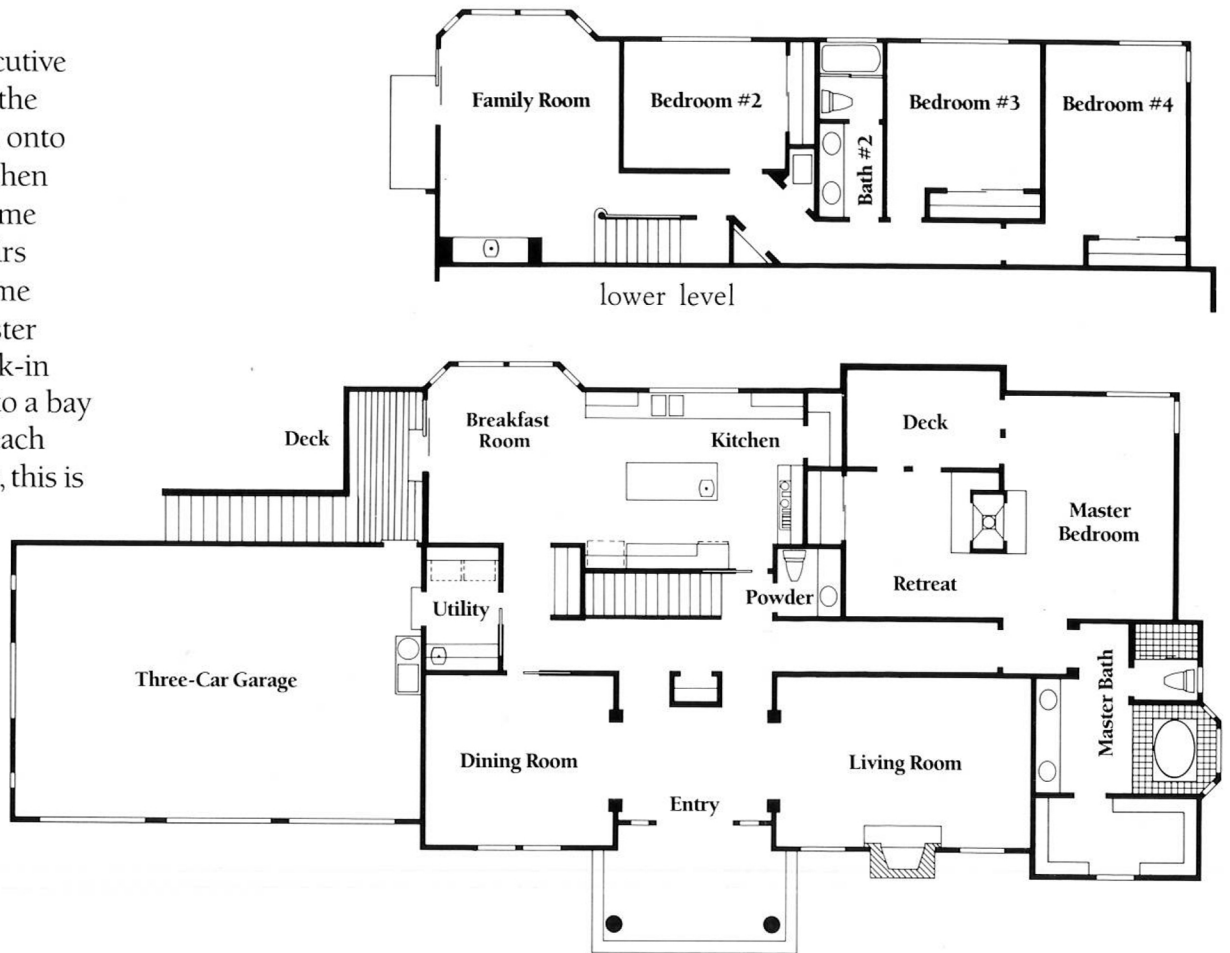 cutive
the
onto
hen
me
rs
me
ster
k-in
to a bay
ach
, this is
Family Room
Bedroom #2
Bath #2
Bedroom #3
Bedroom #4
lower level
Deck
Breakfast
Room
Kitchen
Deck
Master
Bedroom
Retreat
Utility
Powder
Three-Car Garage
Dining Room
Entry
Living Room
Master Bath